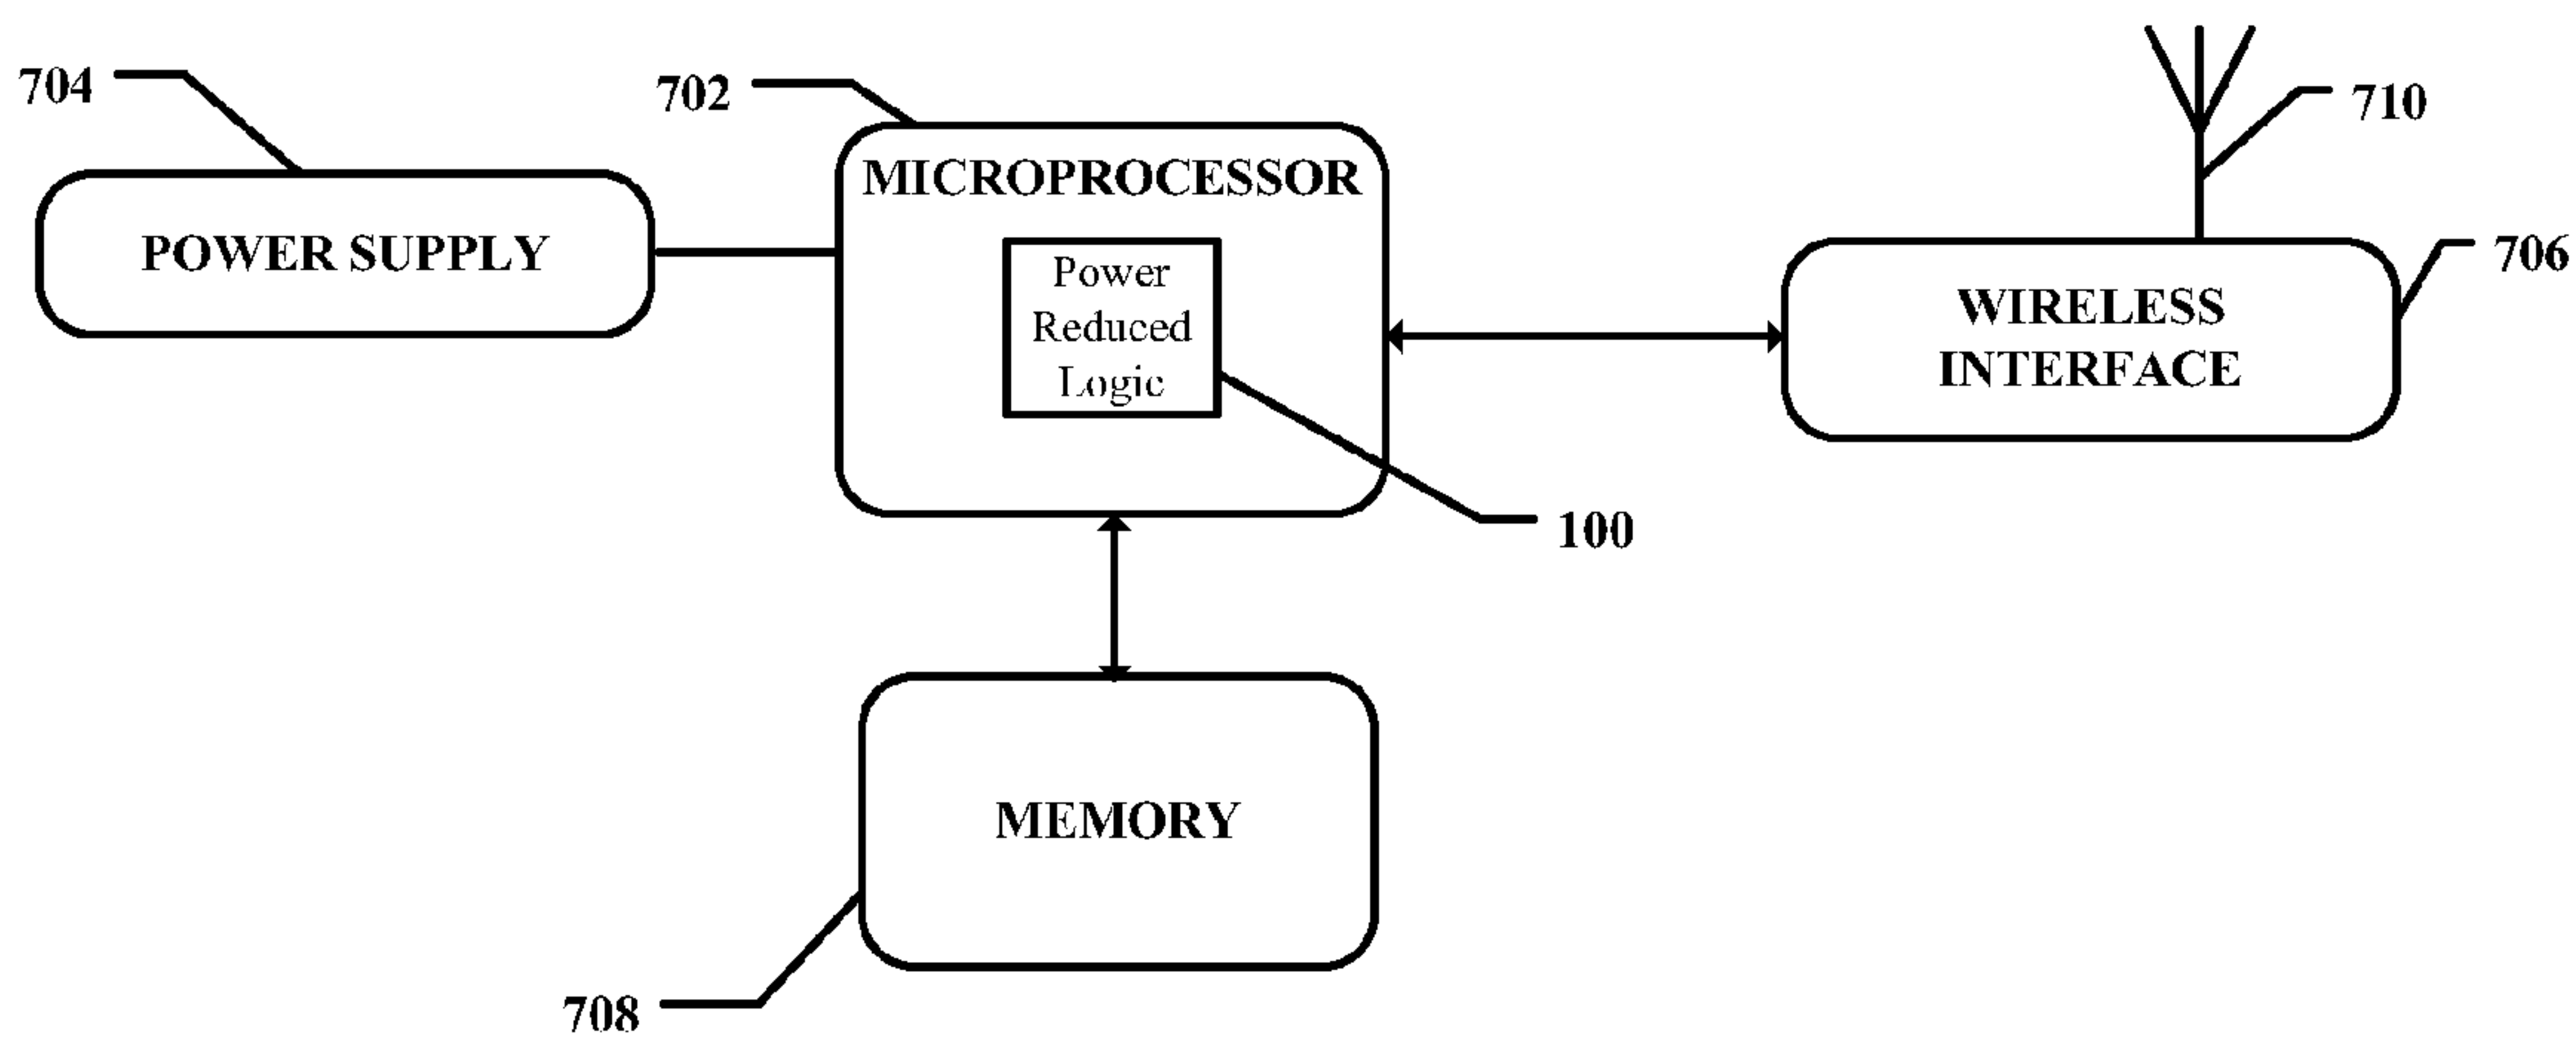 704
702
710
MICROPROCESSOR
POWER SUPPLY
706
Power
Reduced
Logic
WIRELESS
INTERFACE
100
MEMORY
708